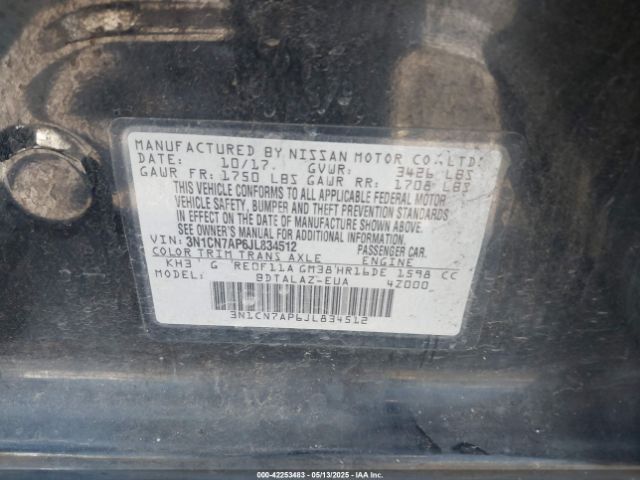 MANUFACTURED BY NISSAN MOTOR CO.,LTD.
DATE: 10/17. GVWR: 3426 LBS
GAWR FR: 1750 LBS GAWR RR: 1708 LBS
THIS VEHICLE CONFORMS TO ALL APPLICABLE FEDERAL MOTOR
VEHICLE SAFETY, BUMPER AND THEFT PREVENTION STANDARDS
IN EFFECT ON THE DATE OF MANUFACTURE SHOWN ABOVE.
SEE OWNER'S MANUAL OR ADDITIONAL INFORMATION
VIN: 3N1CN7AP6JL834512 PASSENGER CAR.
COLOR TRIM TRANS AXLE ENGINE
KH3 G RE0F11A GM38 HR16DE 1598 CC
MODEL: BDTALAZ-EUA 4Z000
3N1CN7AP6JL834512
000-42253483 - 05/13/2025 - IAA Inc.